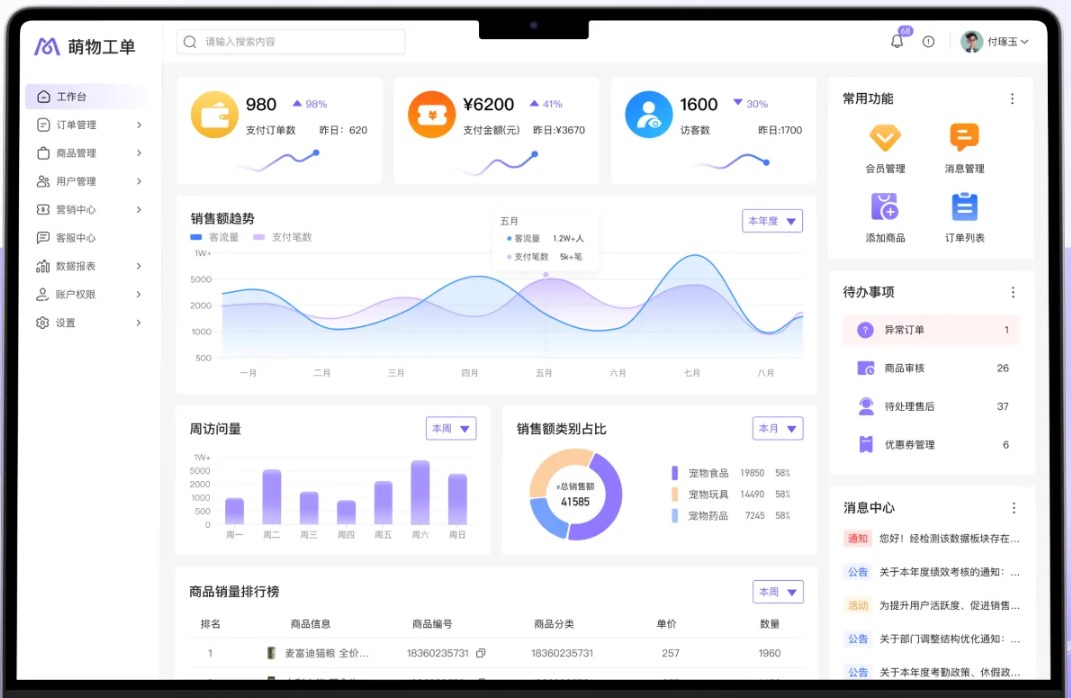 萌物工单
请输入搜索内容
68
付琢玉
工作台
订单管理
商品管理
用户管理
营销中心
客服中心
数据报表
账户权限
设置
980 98%
支付订单数 昨日：620
¥6200 41%
支付金额(元) 昨日:¥3670
1600 30%
访客数 昨日:1700
销售额趋势
本年度
客流量 支付笔数
五月
客流量 1.2W+人
支付笔数 5k+笔
1W+
5000
2000
1000
500
一月 二月 三月 四月 五月 六月 七月 八月
周访问量
本周
1W+
5000
2000
1000
500
0
周一 周二 周三 周四 周五 周六 周日
销售额类别占比
本月
¥总销售额
41585
宠物食品 19850 58%
宠物玩具 14490 58%
宠物药品 7245 58%
商品销量排行榜
本周
排名 商品信息 商品编号 商品分类 单价 数量
1 麦富迪猫粮 全价... 18360235731 18360235731 257 1960
常用功能
会员管理 消息管理
添加商品 订单列表
待办事项
异常订单 1
商品审核 26
待处理售后 37
优惠券管理 6
消息中心
通知 您好！经检测该数据板块存在...
公告 关于本年度绩效考核的通知：...
活动 为提升用户活跃度、促进销售...
公告 关于部门调整结构优化通知：...
公告 关于本年度考勤政策、休假政...